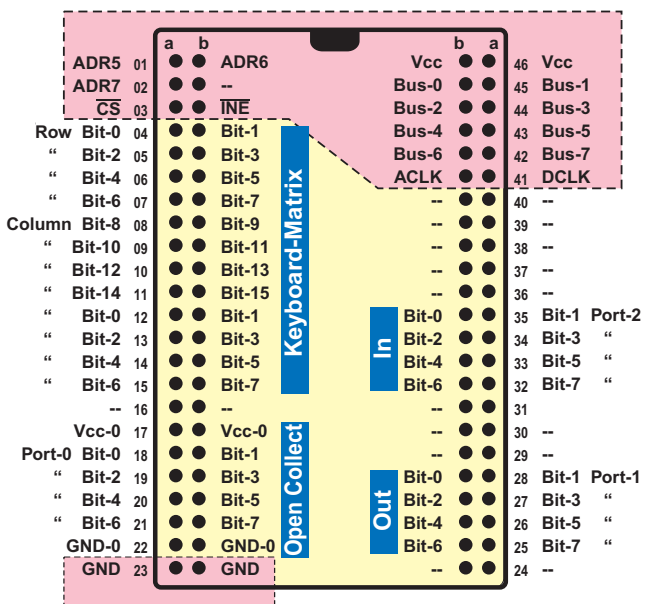 a b b a
ADR5 01 ADR6 Vcc 46 Vcc
ADR7 02 -- Bus-0 45 Bus-1
CS 03 INE Bus-2 44 Bus-3
Row Bit-0 04 Bit-1 Bus-4 43 Bus-5
“ Bit-2 05 Bit-3 Bus-6 42 Bus-7
“ Bit-4 06 Bit-5 ACLK 41 DCLK
“ Bit-6 07 Bit-7 -- 40 --
Column Bit-8 08 Bit-9 -- 39 --
“ Bit-10 09 Bit-11 -- 38 --
“ Bit-12 10 Bit-13 -- 37 --
“ Bit-14 11 Bit-15 -- 36 --
“ Bit-0 12 Bit-1 Bit-0 35 Bit-1 Port-2
“ Bit-2 13 Bit-3 Bit-2 34 Bit-3 “
“ Bit-4 14 Bit-5 Bit-4 33 Bit-5 “
“ Bit-6 15 Bit-7 Bit-6 32 Bit-7 “
-- 16 -- -- 31
Vcc-0 17 Vcc-0 -- 30 --
Port-0 Bit-0 18 Bit-1 -- 29 --
“ Bit-2 19 Bit-3 Bit-0 28 Bit-1 Port-1
“ Bit-4 20 Bit-5 Bit-2 27 Bit-3 “
“ Bit-6 21 Bit-7 Bit-4 26 Bit-5 “
GND-0 22 GND-0 Bit-6 25 Bit-7 “
GND 23 GND -- 24 --
Keyboard-Matrix
Open Collect
In
Out